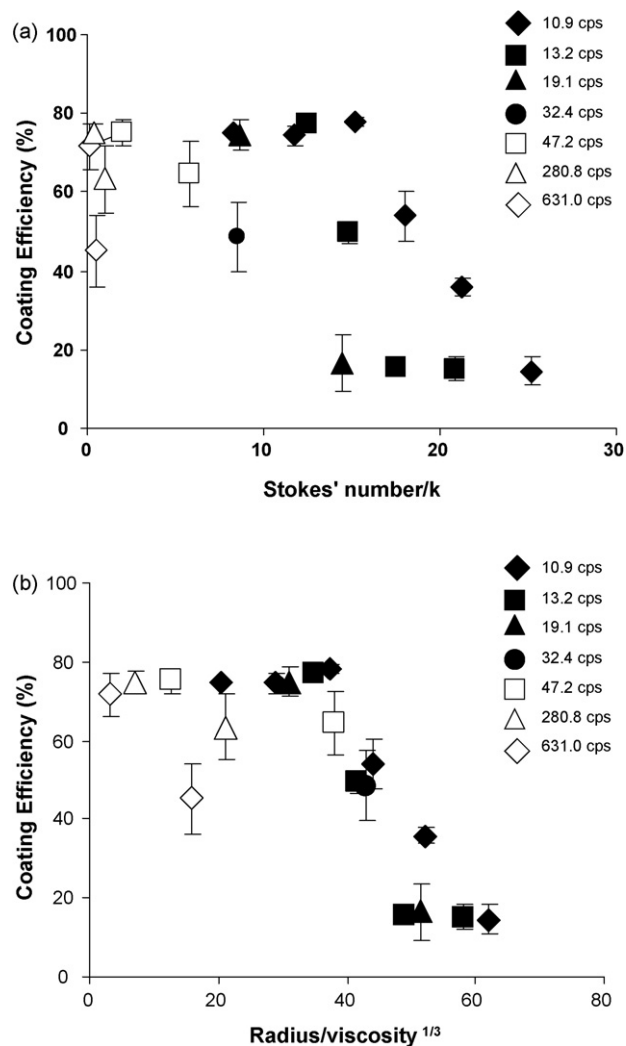 (a)
100
80
60
40
20
0
Coating Efficiency (%)
0 10 20 30
Stokes' number/k
10.9 cps
13.2 cps
19.1 cps
32.4 cps
47.2 cps
280.8 cps
631.0 cps
(b)
100
80
60
40
20
0
Coating Efficiency (%)
0 20 40 60 80
Radius/viscosity 1/3
10.9 cps
13.2 cps
19.1 cps
32.4 cps
47.2 cps
280.8 cps
631.0 cps